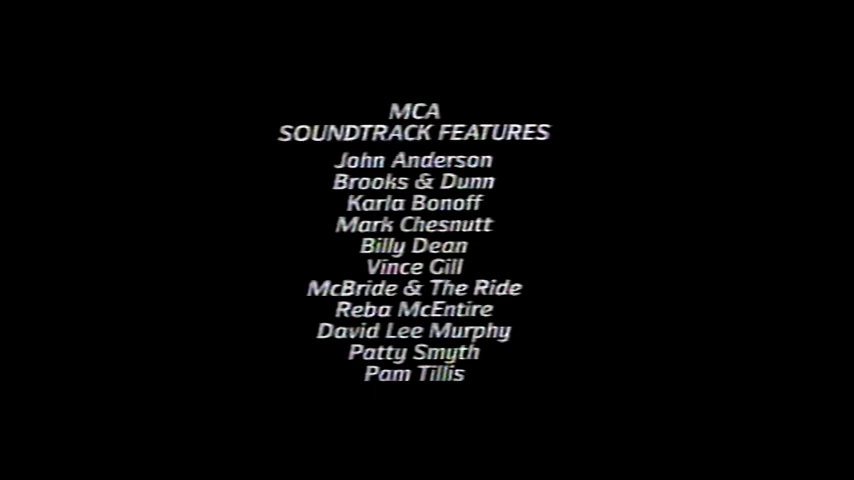 MCA
SOUNDTRACK FEATURES
John Anderson
Brooks & Dunn
Karla Bonoff
Mark Chesnutt
Billy Dean
Vince Gill
McBride & The Ride
Reba McEntire
David Lee Murphy
Patty Smyth
Pam Tillis